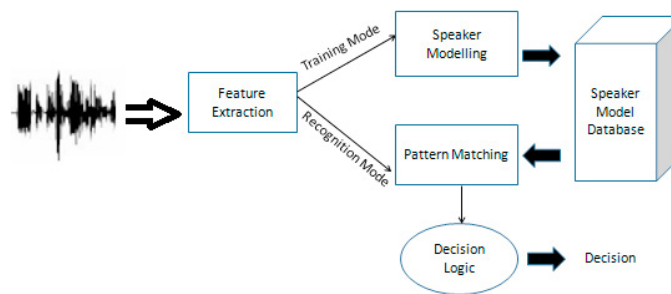 Feature
Extraction
Training Mode
Recognition Mode
Speaker
Modelling
Speaker
Model
Database
Pattern Matching
Decision
Logic
Decision